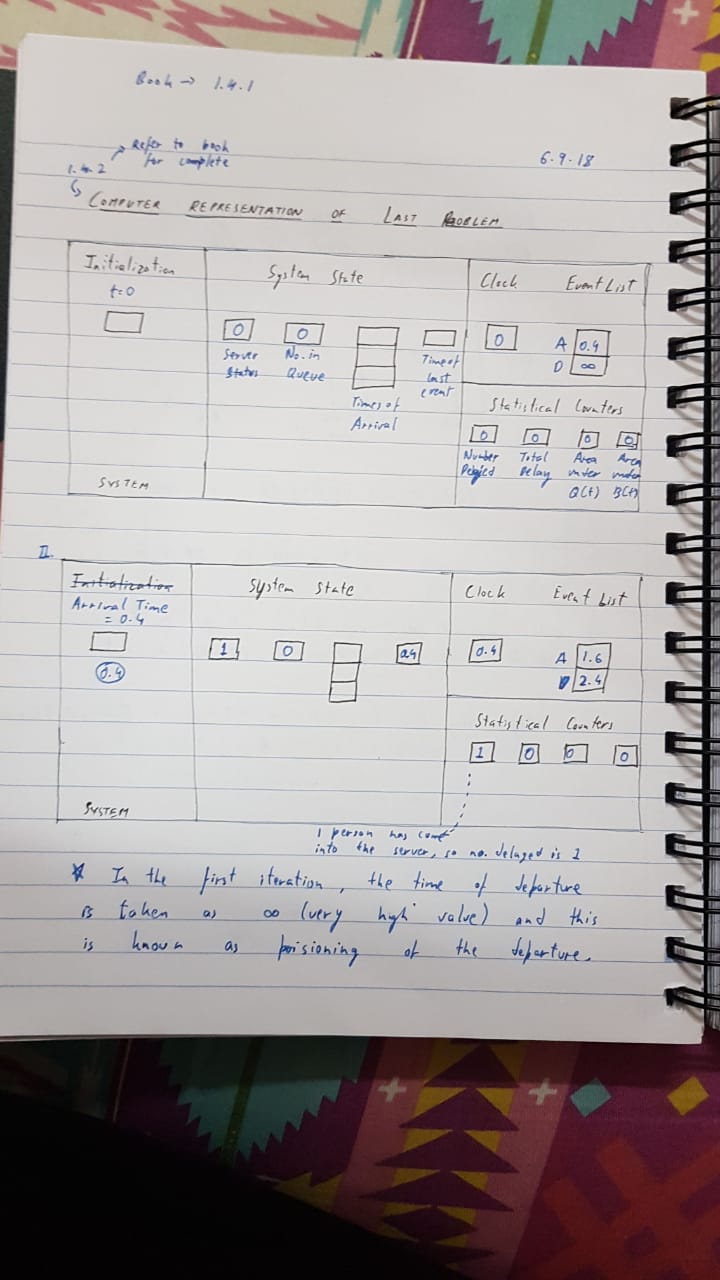 Book → 1.4.1
Refer to book
for complete
6.9.18
1.4.2
COMPUTER REPRESENTATION OF LAST PROBLEM
Initialization
t=0
SYSTEM
System State
0
0
Server
Status
No. in
Queue
Times of
Arrival
Time of
last
event
Clock
Event List
0
A 0.4
D ∞
Statistical Counters
0 0 0 0
Number
Total
Delay
Area
under
Q(t)
Area
under
B(t)
II.
Initialization
Arrival Time
= 0.4
0.4
SYSTEM
System State
1 0 0.4
Clock
Event List
0.4
A 1.6
D 2.4
Statistical Counters
1 0 0 0
1 person has come
into the server, so no. delayed is 1
* In the first iteration, the time of departure
is taken as ∞ (very high value) and this
is known as poisioning of the departure.